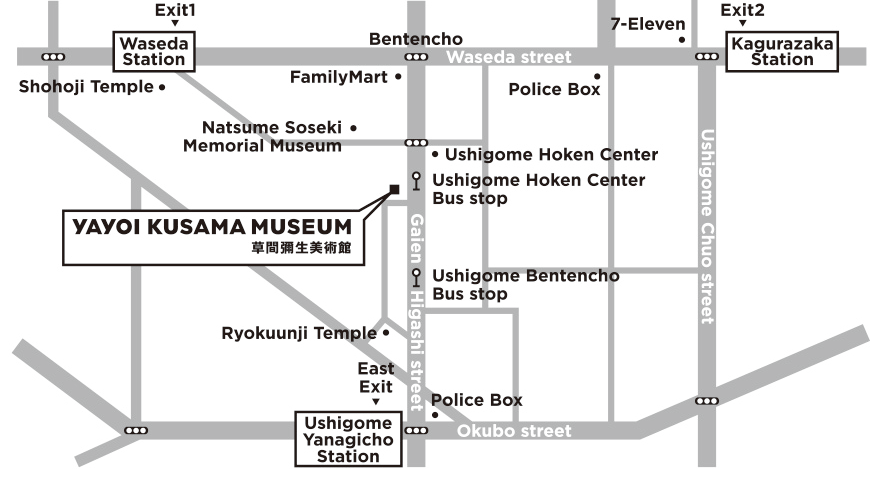 Exit1
7-Eleven
Exit2
Waseda
Station
Bentencho
Waseda street
Kagurazaka
Station
Shohoji Temple
FamilyMart
Police Box
Natsume Soseki
Memorial Museum
Ushigome Hoken Center
Ushigome Hoken Center
Bus stop
YAYOI KUSAMA MUSEUM
草間彌生美術館
Gaien Higashi street
Ushigome Chuo street
Ushigome Bentencho
Bus stop
Ryokuunji Temple
East
Exit
Police Box
Ushigome
Yanagicho
Station
Okubo street